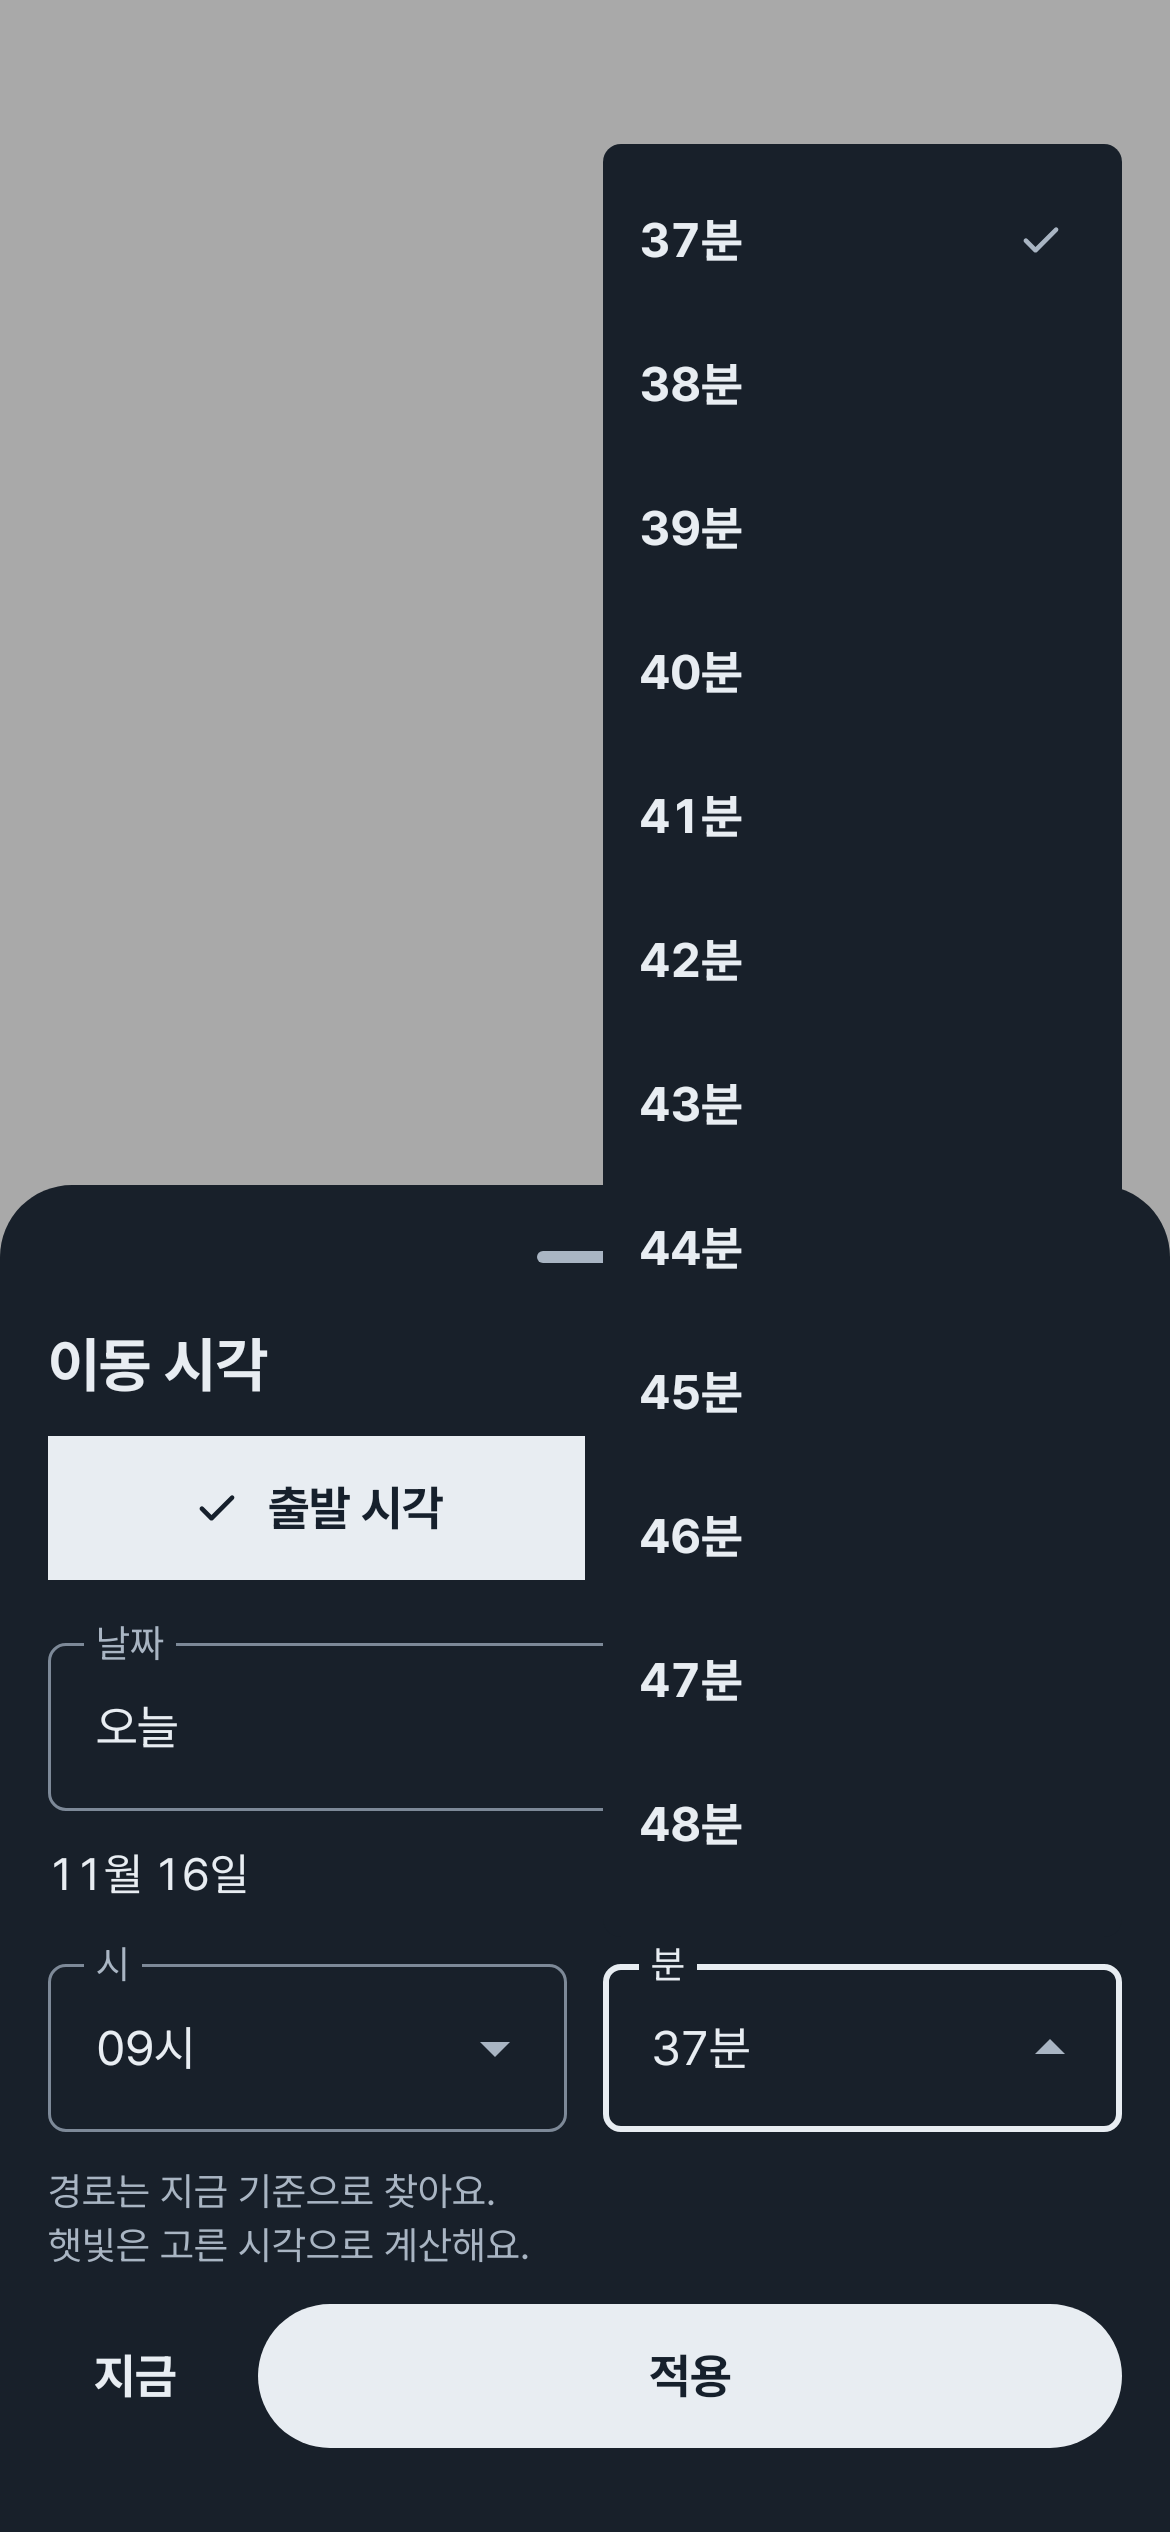 37분
38분
39분
40분
41분
42분
43분
44분
45분
46분
47분
48분
이동 시각
출발 시각
날짜
오늘
11월 16일
시
09시
분
37분
경로는 지금 기준으로 찾아요.
햇빛은 고른 시각으로 계산해요.
지금
적용